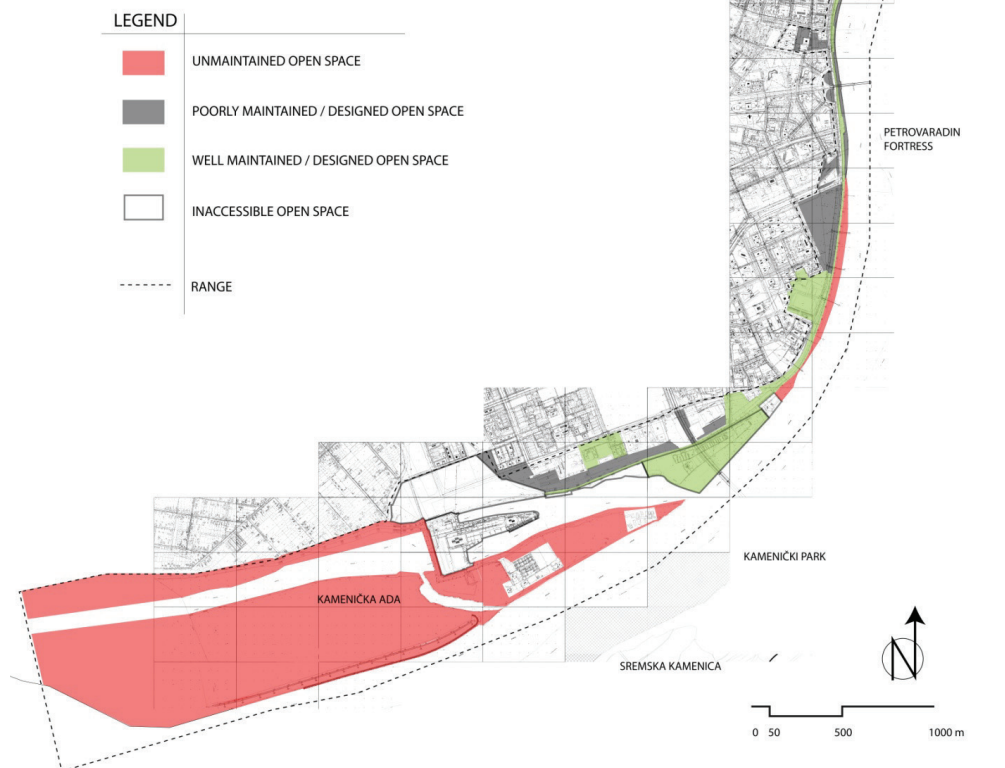 LEGEND
UNMAINTAINED OPEN SPACE
POORLY MAINTAINED / DESIGNED OPEN SPACE
WELL MAINTAINED / DESIGNED OPEN SPACE
INACCESSIBLE OPEN SPACE
RANGE
PETROVARADIN
FORTRESS
KAMENIČKI PARK
KAMENIČKA ADA
SREMSKA KAMENICA
N
0 50 500 1000 m